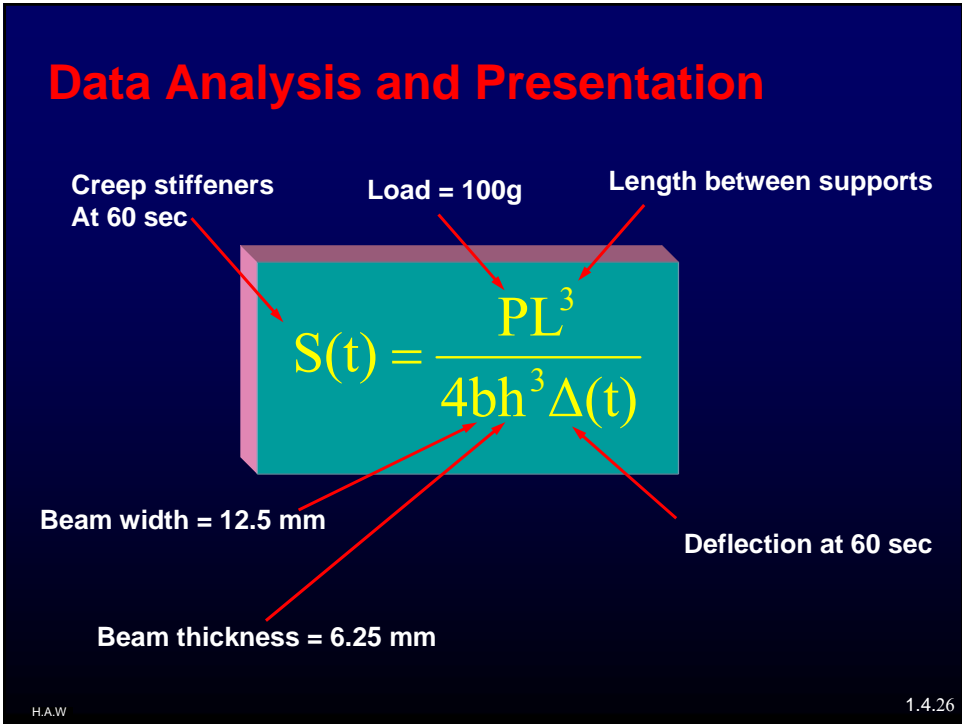 Data Analysis and Presentation
Creep stiffeners
At 60 sec
Load = 100g
Length between supports
S(t) = PL³ / 4bh³Δ(t)
Beam width = 12.5 mm
Deflection at 60 sec
Beam thickness = 6.25 mm
H.A.W
1.4.26